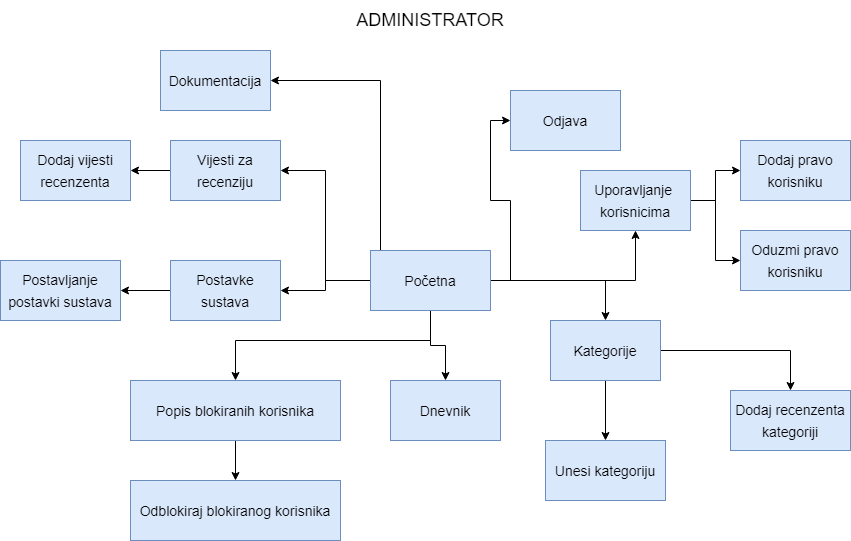 ADMINISTRATOR
Dokumentacija
Odjava
Dodaj vijesti
recenzenta
Vijesti za
recenziju
Uporavljanje
korisnicima
Dodaj pravo
korisniku
Oduzmi pravo
korisniku
Postavljanje
postavki sustava
Postavke
sustava
Početna
Kategorije
Popis blokiranih korisnika
Dnevnik
Dodaj recenzenta
kategoriji
Unesi kategoriju
Odblokiraj blokiranog korisnika